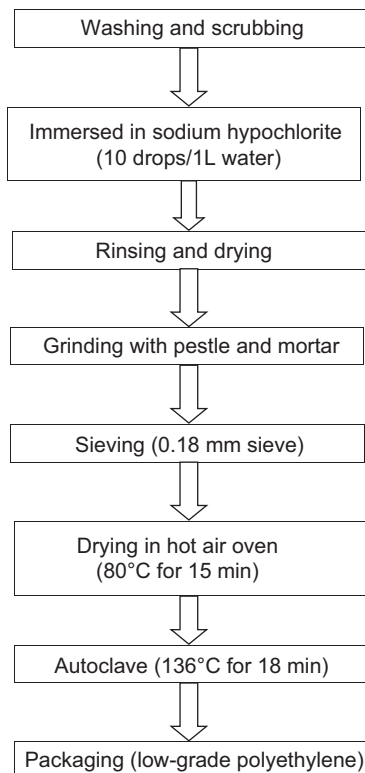 Washing and scrubbing
Immersed in sodium hypochlorite
(10 drops/1L water)
Rinsing and drying
Grinding with pestle and mortar
Sieving (0.18 mm sieve)
Drying in hot air oven
(80°C for 15 min)
Autoclave (136°C for 18 min)
Packaging (low-grade polyethylene)